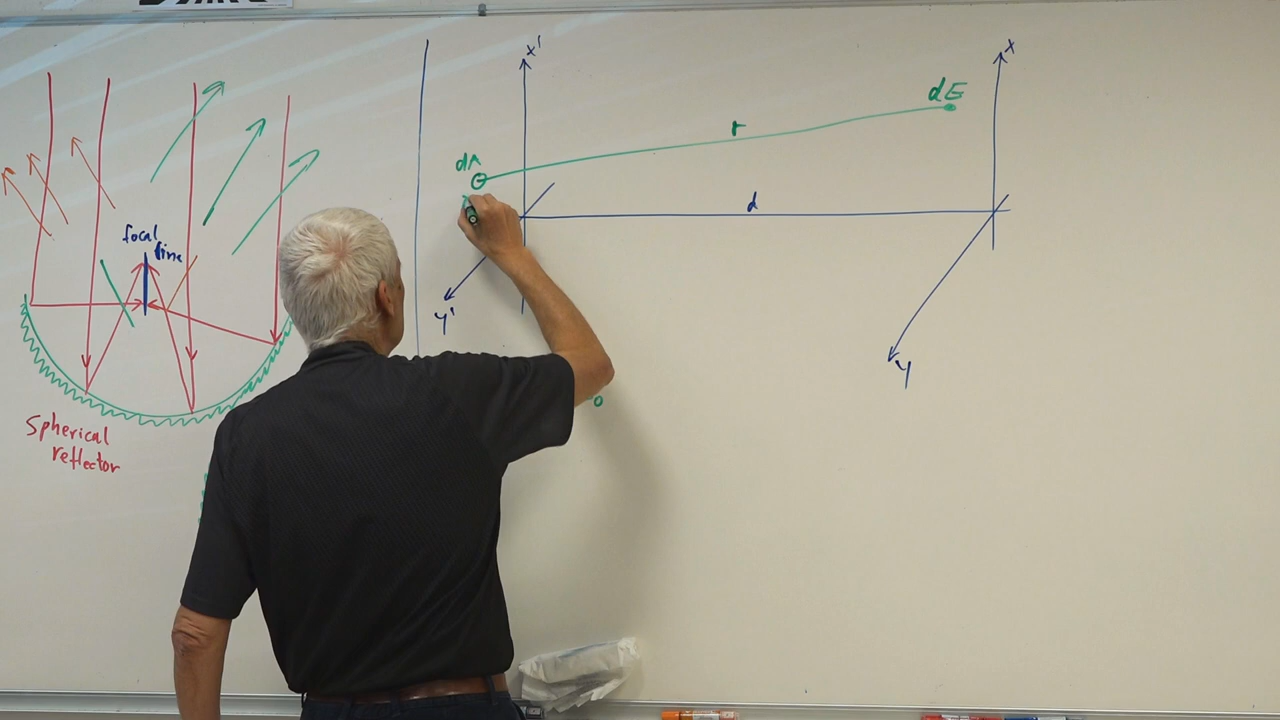 focal
line
Spherical
reflector
x'
dA
r
dE
x
d
y'
y